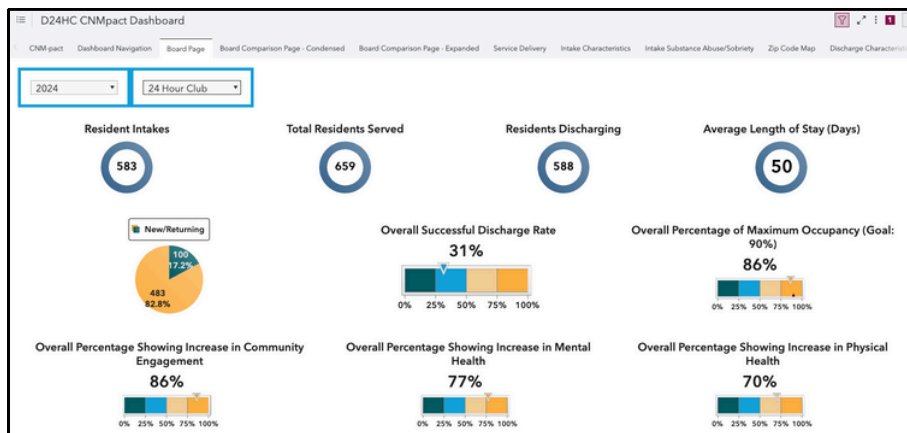 D24HC CNMpact Dashboard
1
CNM-pact Dashboard Navigation Board Page Board Comparison Page - Condensed Board Comparison Page - Expanded Service Delivery Intake Characteristics Intake Substance Abuse/Sobriety Zip Code Map Discharge Characteristi
2024 24 Hour Club
Resident Intakes Total Residents Served Residents Discharging Average Length of Stay (Days)
583 659 588 50
New/Returning
100
17.2%
483
82.8%
Overall Successful Discharge Rate
31%
0% 25% 50% 75% 100%
Overall Percentage of Maximum Occupancy (Goal:
90%)
86%
0% 25% 50% 75% 100%
Overall Percentage Showing Increase in Community
Engagement
86%
0% 25% 50% 75% 100%
Overall Percentage Showing Increase in Mental
Health
77%
0% 25% 50% 75% 100%
Overall Percentage Showing Increase in Physical
Health
70%
0% 25% 50% 75% 100%